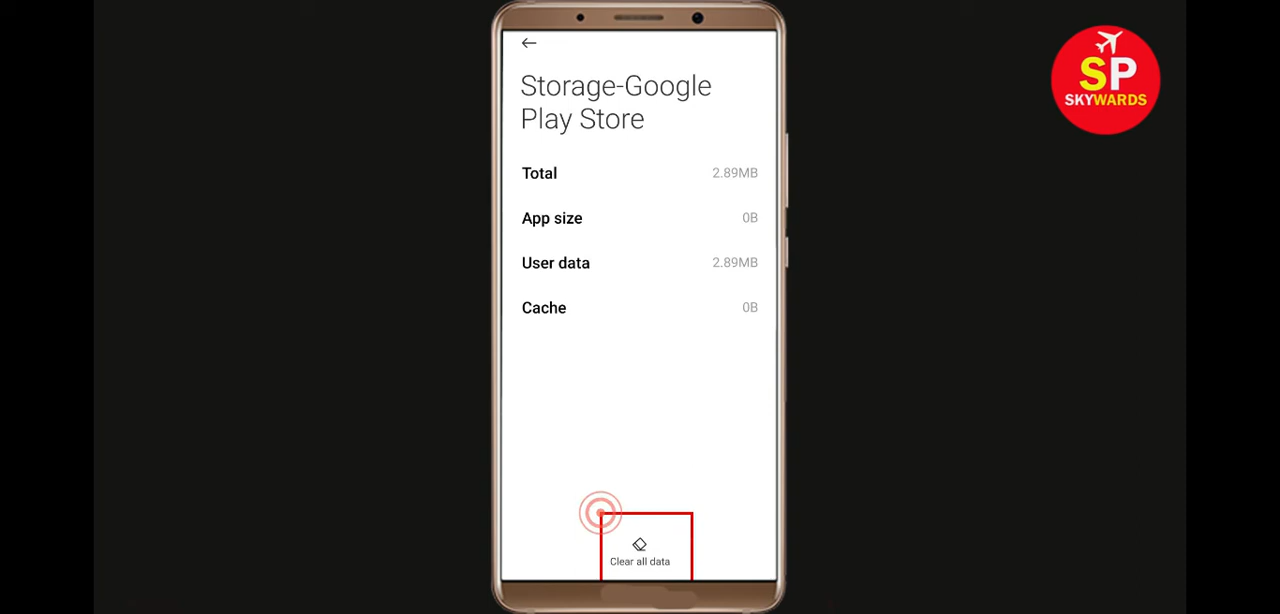 Storage-Google
Play Store
Total 2.89MB
App size 0B
User data 2.89MB
Cache 0B
Clear all data
SP
SKYWARDS